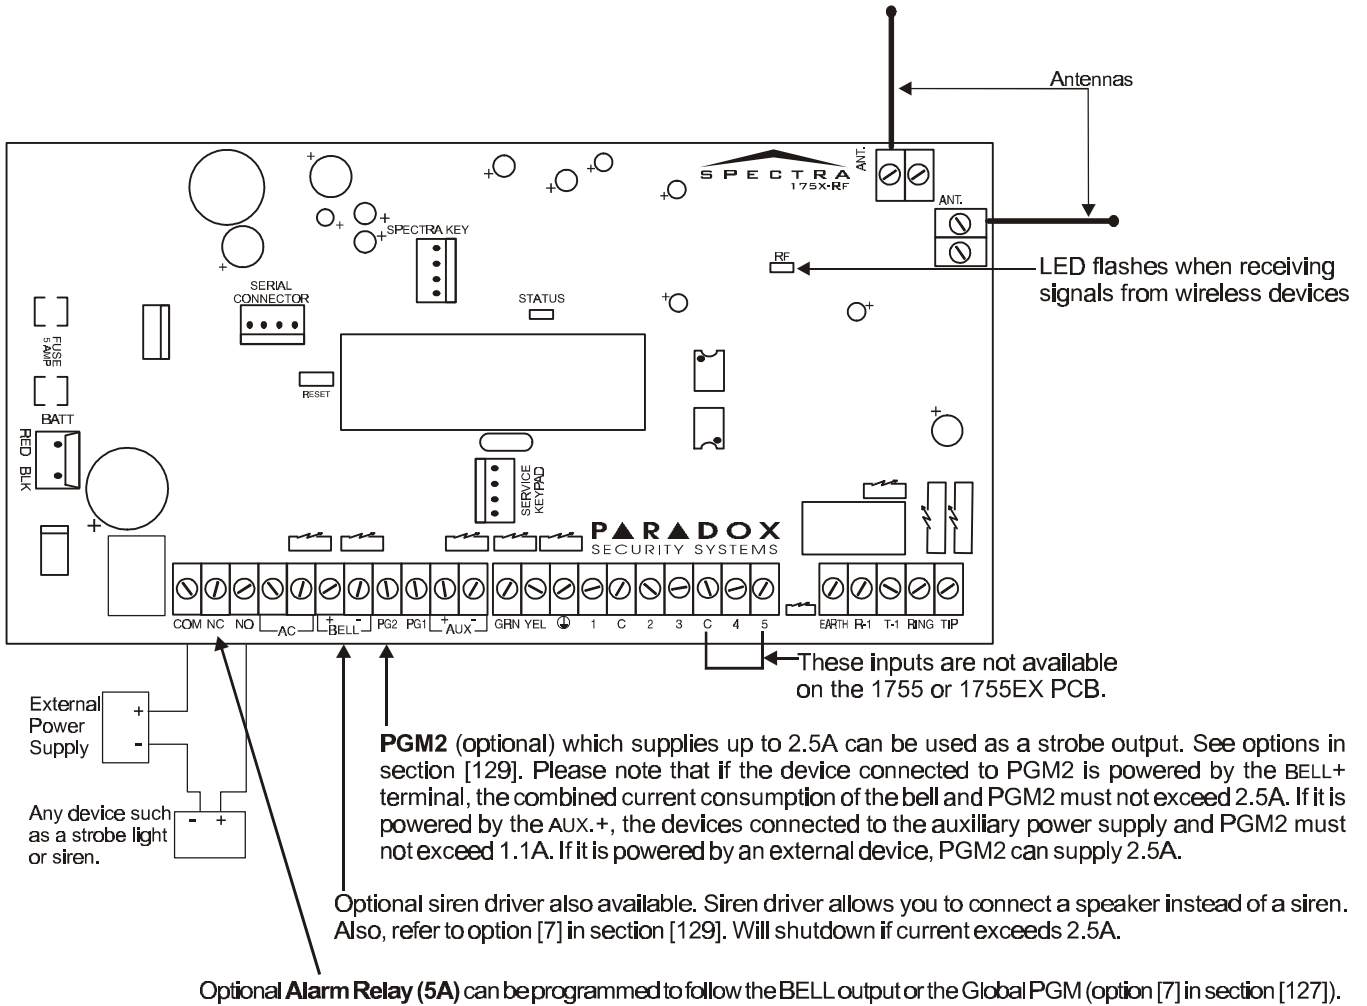 Antennas
SPECTRA
175X-RF
ANT.
ANT.
SPECTRA KEY
RF
LED flashes when receiving
signals from wireless devices
SERIAL
CONNECTOR
STATUS
FUSE
5 AMP
RESET
BATT
RED BLK
SERVICE
KEYPAD
PARADOX
SECURITY SYSTEMS
COM NC NO AC + BELL - PG2 PG1 + AUX - GRN YEL 1 C 2 3 C 4 5 EARTH R-1 T-1 RING TIP
These inputs are not available
on the 1755 or 1755EX PCB.
External
Power
Supply
+
-
Any device such
as a strobe light
or siren.
- +
PGM2 (optional) which supplies up to 2.5A can be used as a strobe output. See options in
section [129]. Please note that if the device connected to PGM2 is powered by the BELL+
terminal, the combined current consumption of the bell and PGM2 must not exceed 2.5A. If it is
powered by the AUX.+, the devices connected to the auxiliary power supply and PGM2 must
not exceed 1.1A. If it is powered by an external device, PGM2 can supply 2.5A.
Optional siren driver also available. Siren driver allows you to connect a speaker instead of a siren.
Also, refer to option [7] in section [129]. Will shutdown if current exceeds 2.5A.
Optional Alarm Relay (5A) can be programmed to follow the BELL output or the Global PGM (option [7] in section [127]).